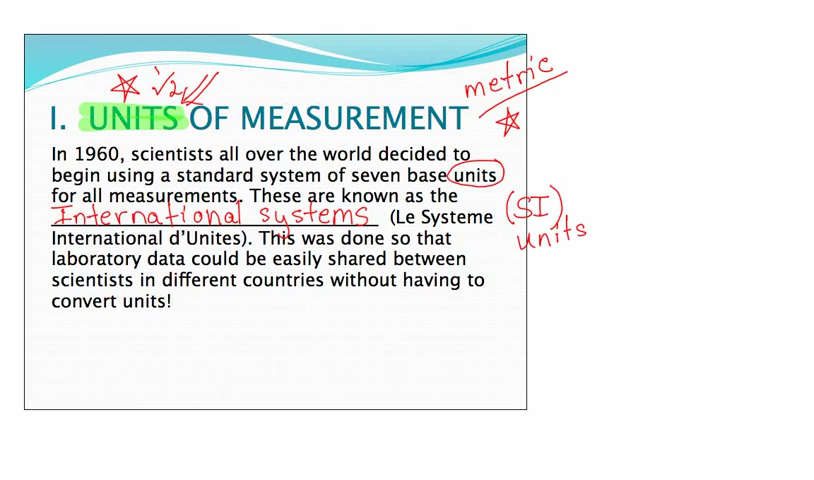 1/2
metric
I. UNITS OF MEASUREMENT
In 1960, scientists all over the world decided to
begin using a standard system of seven base units
for all measurements. These are known as the
International systems (Le Systeme
(SI)
units
International d'Unites). This was done so that
laboratory data could be easily shared between
scientists in different countries without having to
convert units!